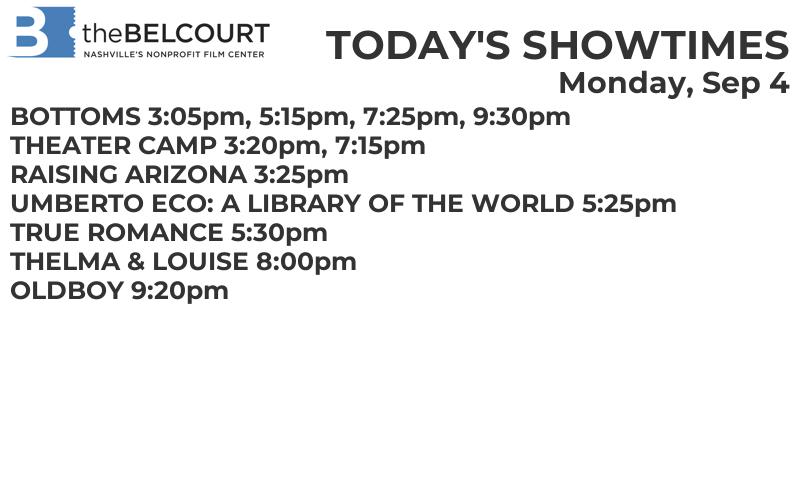 B theBELCOURT
NASHVILLE'S NONPROFIT FILM CENTER
TODAY'S SHOWTIMES
Monday, Sep 4
BOTTOMS 3:05pm, 5:15pm, 7:25pm, 9:30pm
THEATER CAMP 3:20pm, 7:15pm
RAISING ARIZONA 3:25pm
UMBERTO ECO: A LIBRARY OF THE WORLD 5:25pm
TRUE ROMANCE 5:30pm
THELMA & LOUISE 8:00pm
OLDBOY 9:20pm